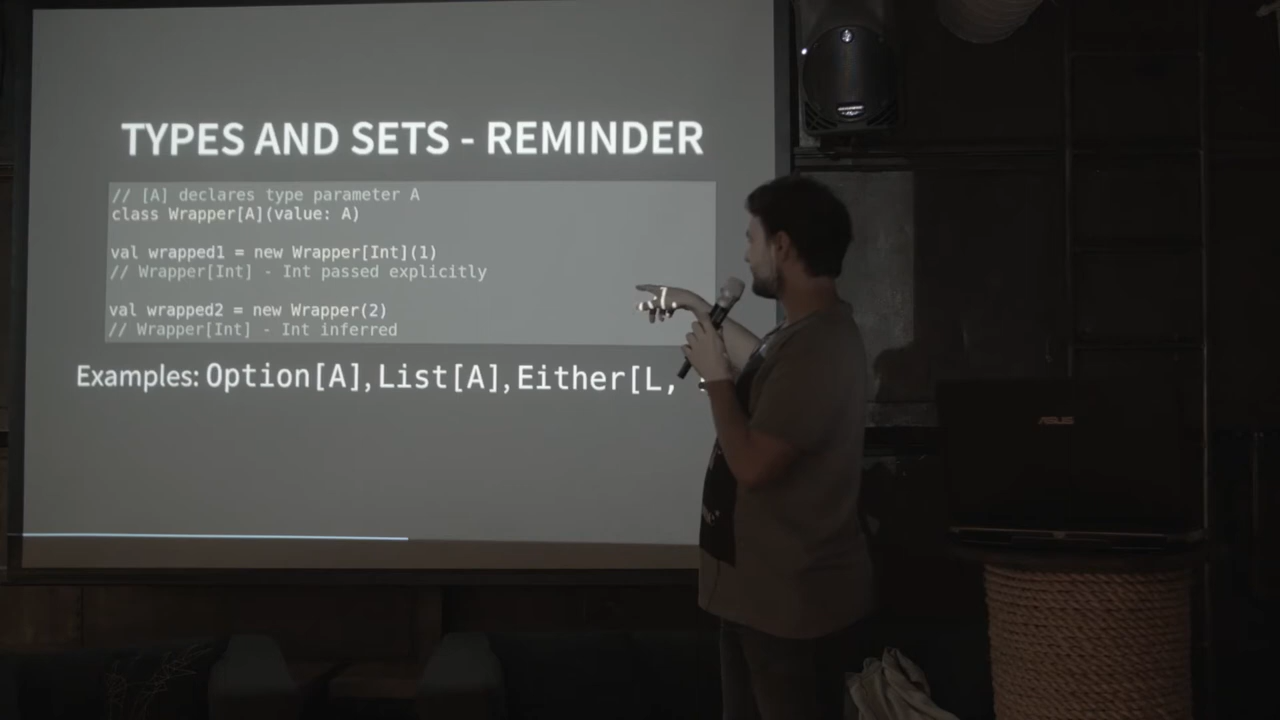 TYPES AND SETS - REMINDER
// [A] declares type parameter A
class Wrapper[A](value: A)
val wrapped1 = new Wrapper[Int](1)
// Wrapper[Int] - Int passed explicitly
val wrapped2 = new Wrapper(2)
// Wrapper[Int] - Int inferred
Examples: Option[A], List[A], Either[L,
ASUS